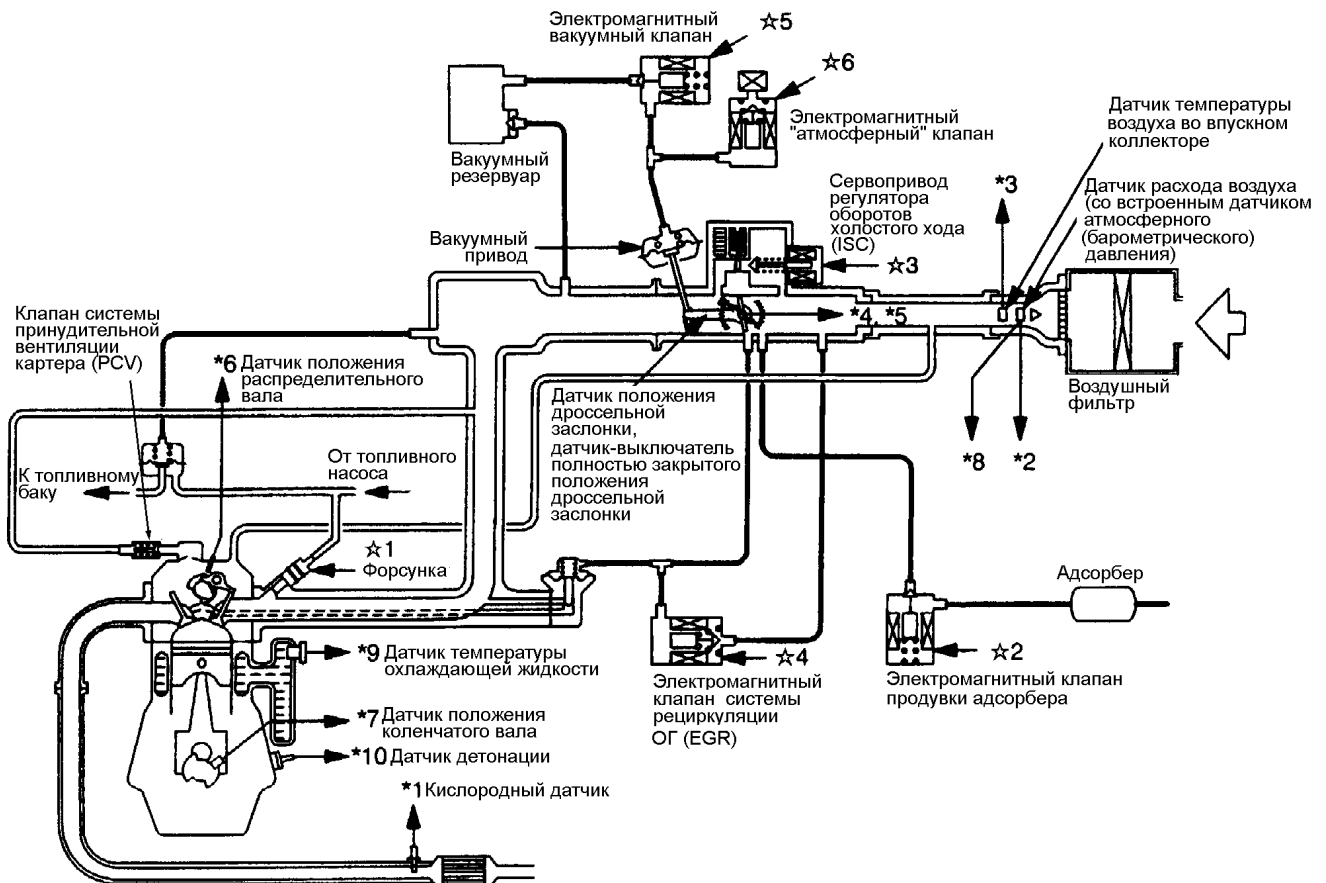 Электромагнитный
вакуумный клапан
☆5
☆6
Электромагнитный
"атмосферный" клапан
Датчик температуры
воздуха во впускном
коллекторе
Вакуумный
резервуар
Сервопривод
регулятора
оборотов
холостого хода
(ISC)
*3
Датчик расхода воздуха
(со встроенным датчиком
атмосферного
(барометрического)
давления)
Вакуумный
привод
☆3
*4, *5
Клапан системы
принудительной
вентиляции
картера (PCV)
*6 Датчик положения
распределительного
вала
Датчик положения
дроссельной
заслонки,
датчик-выключатель
полностью закрытого
положения
дроссельной
заслонки
Воздушный
фильтр
*8
*2
К топливному
баку
От топливного
насоса
☆1
Форсунка
Адсорбер
*9 Датчик температуры
охлаждающей жидкости
☆4
Электромагнитный
клапан системы
рециркуляции
ОГ (EGR)
☆2
Электромагнитный клапан
продувки адсорбера
*7 Датчик положения
коленчатого вала
*10 Датчик детонации
*1 Кислородный датчик